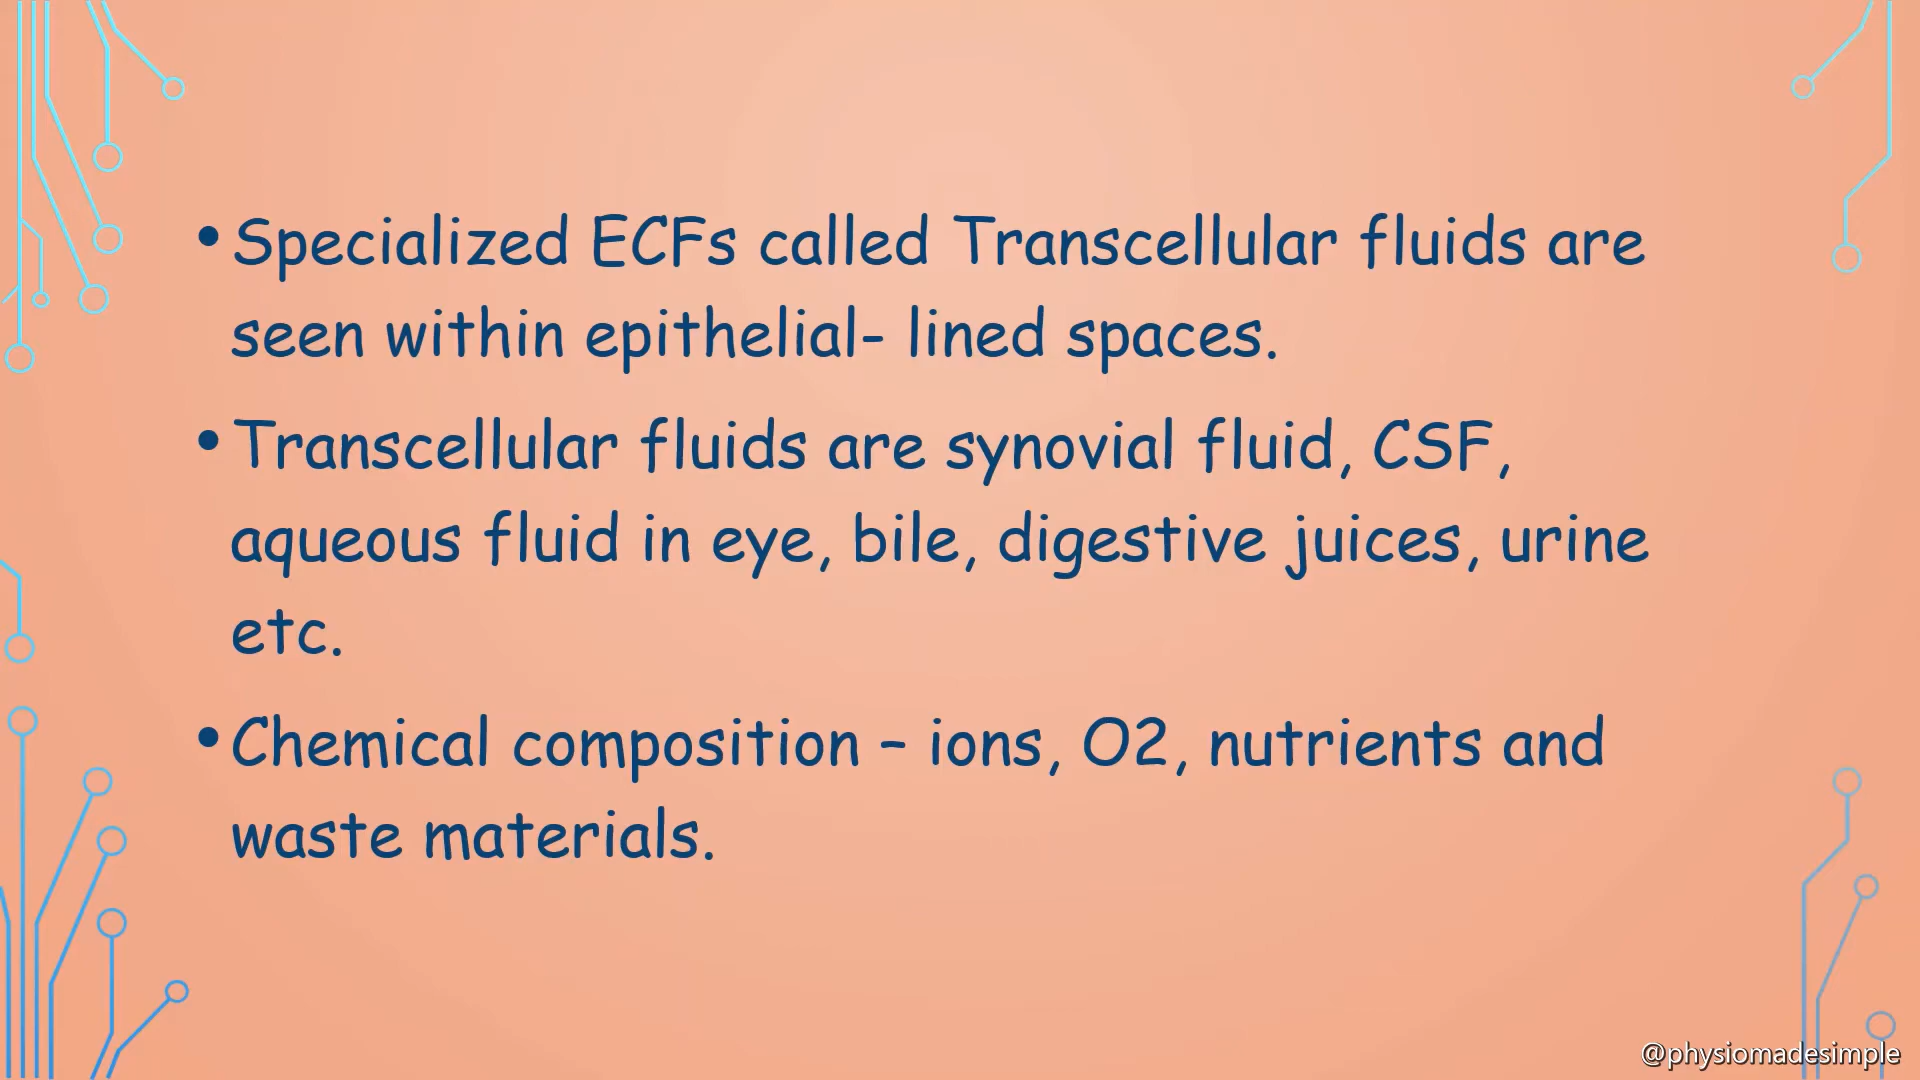 • Specialized ECFs called Transcellular fluids are
seen within epithelial- lined spaces.
• Transcellular fluids are synovial fluid, CSF,
aqueous fluid in eye, bile, digestive juices, urine
etc.
• Chemical composition – ions, O2, nutrients and
waste materials.
@physiomadesimple